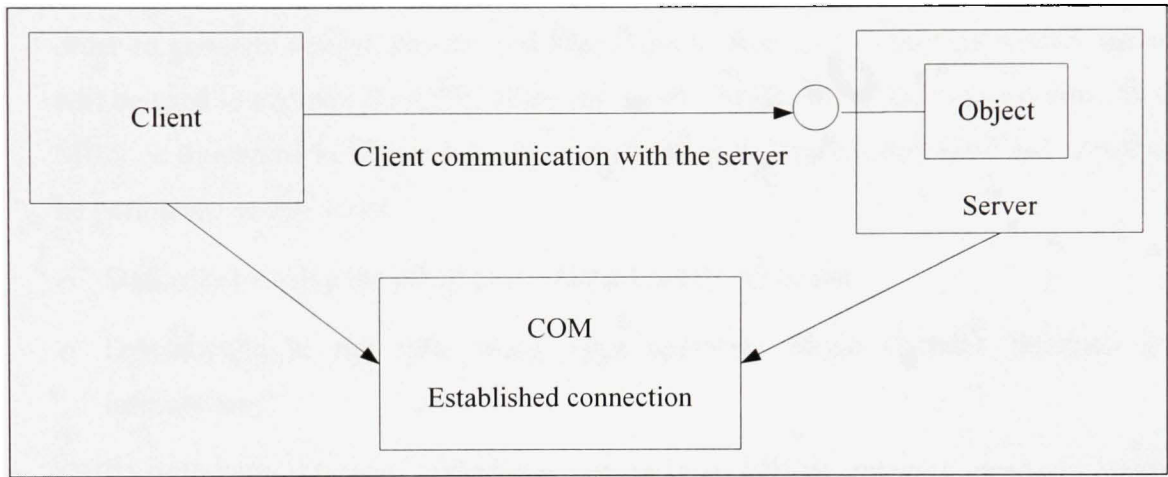 Client
Object
Client communication with the server
Server
COM
Established connection